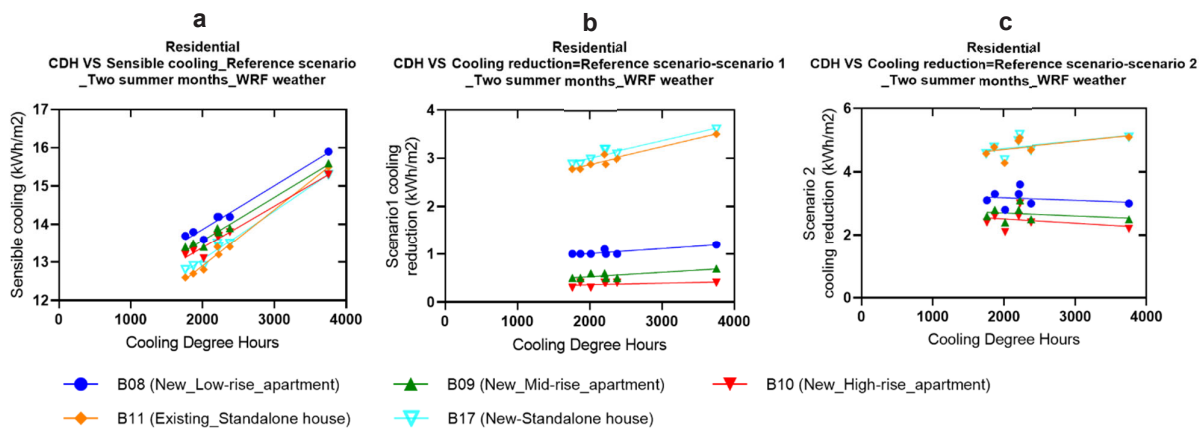 a
Residential
CDH VS Sensible cooling_Reference scenario
_Two summer months_WRF weather
Sensible cooling (kWh/m2)
17
16
15
14
13
12
0
1000
2000
3000
4000
Cooling Degree Hours
b
Residential
CDH VS Cooling reduction=Reference scenario-scenario 1
_Two summer months_WRF weather
Scenario1 cooling
reduction (kWh/m2)
4
3
2
1
0
0
1000
2000
3000
4000
Cooling Degree Hours
c
Residential
CDH VS Cooling reduction=Reference scenario-scenario 2
_Two summer months_WRF weather
Scenario 2
cooling reduction (kWh/m2)
6
4
2
0
0
1000
2000
3000
4000
Cooling Degree Hours
B08 (New_Low-rise_apartment)
B09 (New_Mid-rise_apartment)
B10 (New_High-rise_apartment)
B11 (Existing_Standalone house)
B17 (New-Standalone house)